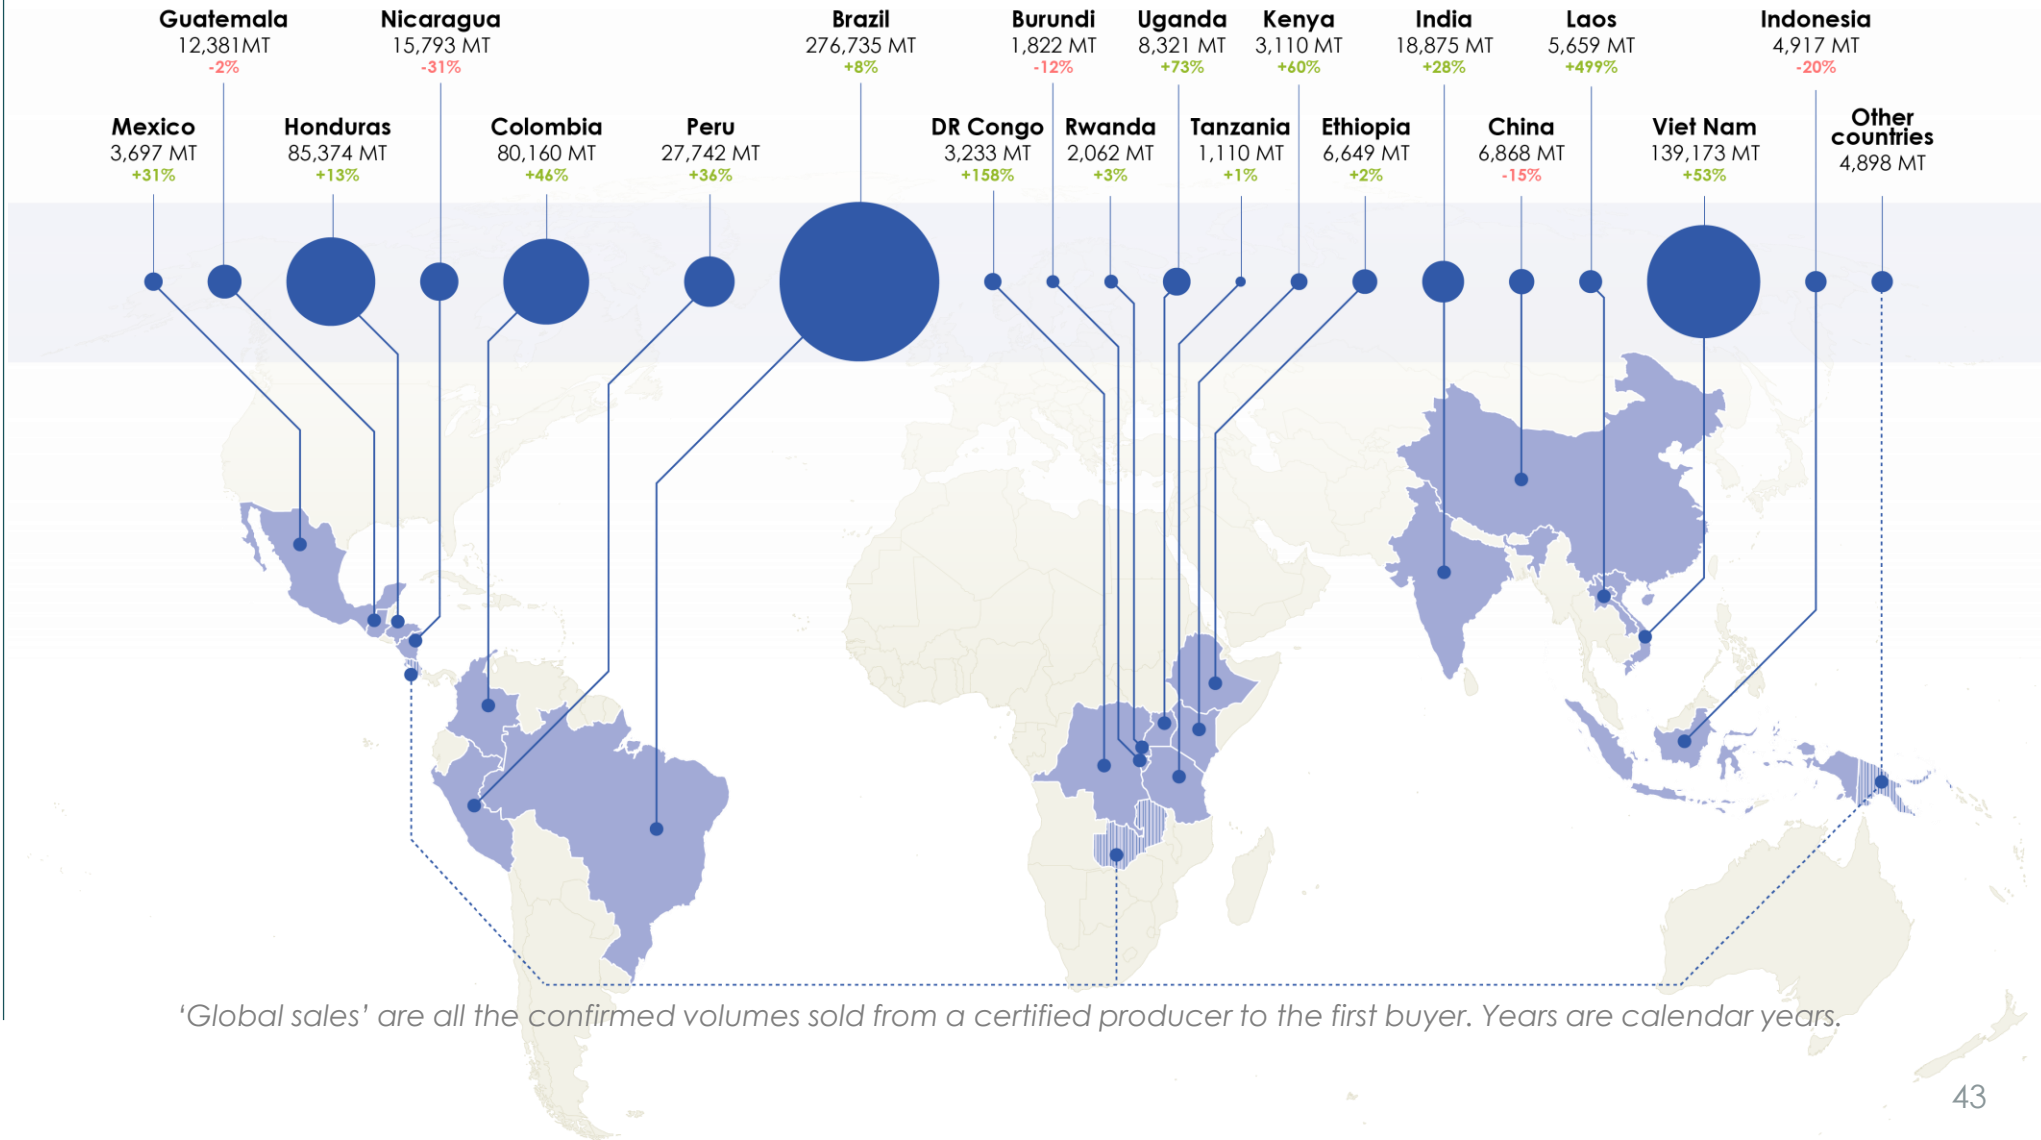 Guatemala
12,381MT
-2%
Nicaragua
15,793 MT
-31%
Brazil
276,735 MT
+8%
Burundi
1,822 MT
-12%
Uganda
8,321 MT
+73%
Kenya
3,110 MT
+60%
India
18,875 MT
+28%
Laos
5,659 MT
+499%
Indonesia
4,917 MT
-20%
Mexico
3,697 MT
+31%
Honduras
85,374 MT
+13%
Colombia
80,160 MT
+46%
Peru
27,742 MT
+36%
DR Congo
3,233 MT
+158%
Rwanda
2,062 MT
+3%
Tanzania
1,110 MT
+1%
Ethiopia
6,649 MT
+2%
China
6,868 MT
-15%
Viet Nam
139,173 MT
+53%
Other
countries
4,898 MT
‘Global sales’ are all the confirmed volumes sold from a certified producer to the first buyer. Years are calendar years.
43